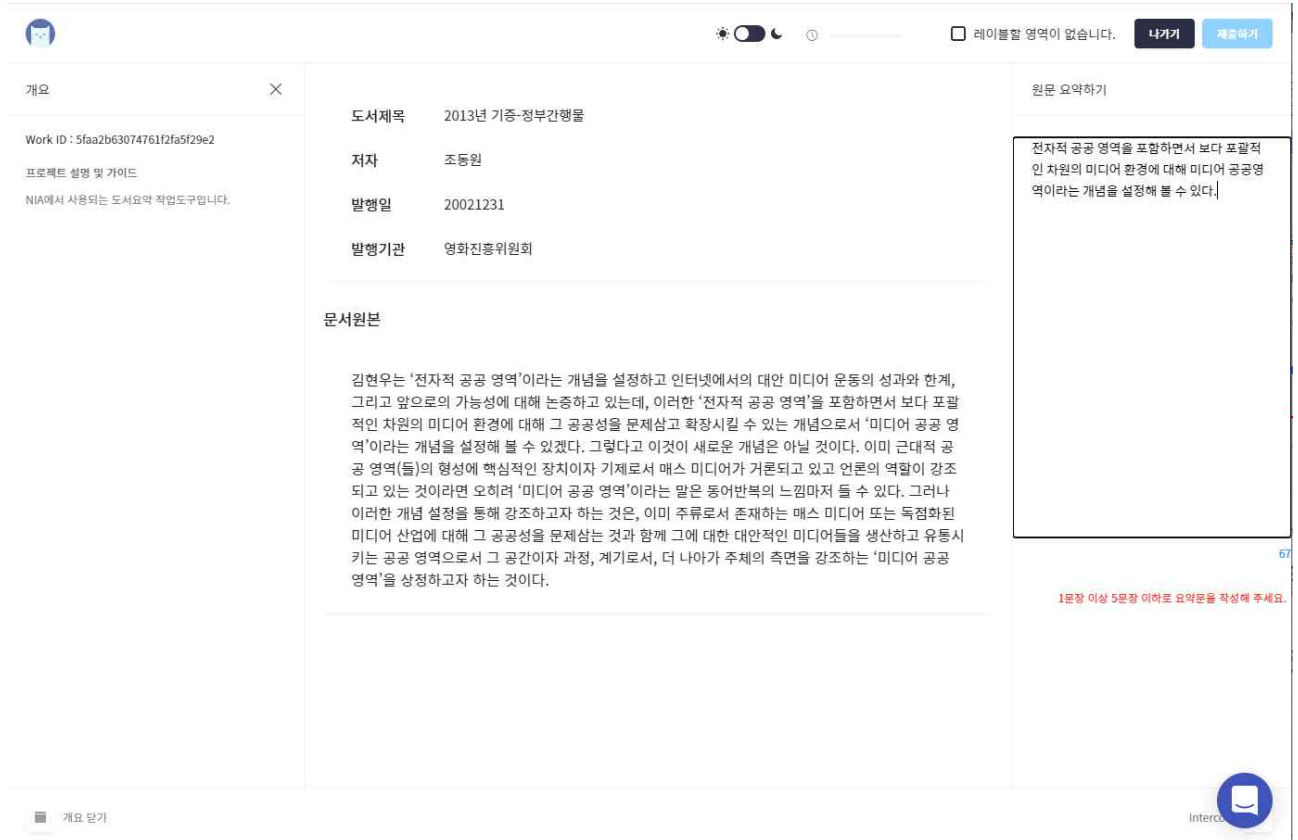 레이블할 영역이 없습니다. 나가기 제출하기
개요
원문 요약하기
Work ID : 5faa2b63074761f2fa5f29e2
프로젝트 설명 및 가이드
NIA에서 사용되는 도서요약 작업도구입니다.
도서제목 2013년 기증-정부간행물
저자 조동원
발행일 20021231
발행기관 영화진흥위원회
문서원본
김현우는 ‘전자적 공공 영역’이라는 개념을 설정하고 인터넷에서의 대안 미디어 운동의 성과와 한계,
그리고 앞으로의 가능성에 대해 논증하고 있는데, 이러한 ‘전자적 공공 영역’을 포함하면서 보다 포괄
적인 차원의 미디어 환경에 대해 그 공공성을 문제삼고 확장시킬 수 있는 개념으로서 ‘미디어 공공 영
역’이라는 개념을 설정해 볼 수 있겠다. 그렇다고 이것이 새로운 개념은 아닐 것이다. 이미 근대적 공
공 영역(들)의 형성에 핵심적인 장치이자 기제로서 매스 미디어가 거론되고 있고 언론의 역할이 강조
되고 있는 것이라면 오히려 ‘미디어 공공 영역’이라는 말은 동어반복의 느낌마저 들 수 있다. 그러나
이러한 개념 설정을 통해 강조하고자 하는 것은, 이미 주류로서 존재하는 매스 미디어 또는 독점화된
미디어 산업에 대해 그 공공성을 문제삼는 것과 함께 그에 대한 대안적인 미디어들을 생산하고 유통시
키는 공공 영역으로서 그 공간이자 과정, 계기로서, 더 나아가 주체의 측면을 강조하는 ‘미디어 공공
영역’을 상정하고자 하는 것이다.
전자적 공공 영역을 포함하면서 보다 포괄적
인 차원의 미디어 환경에 대해 미디어 공공영
역이라는 개념을 설정해 볼 수 있다.
67
1문장 이상 5문장 이하로 요약문을 작성해 주세요.
개요 닫기